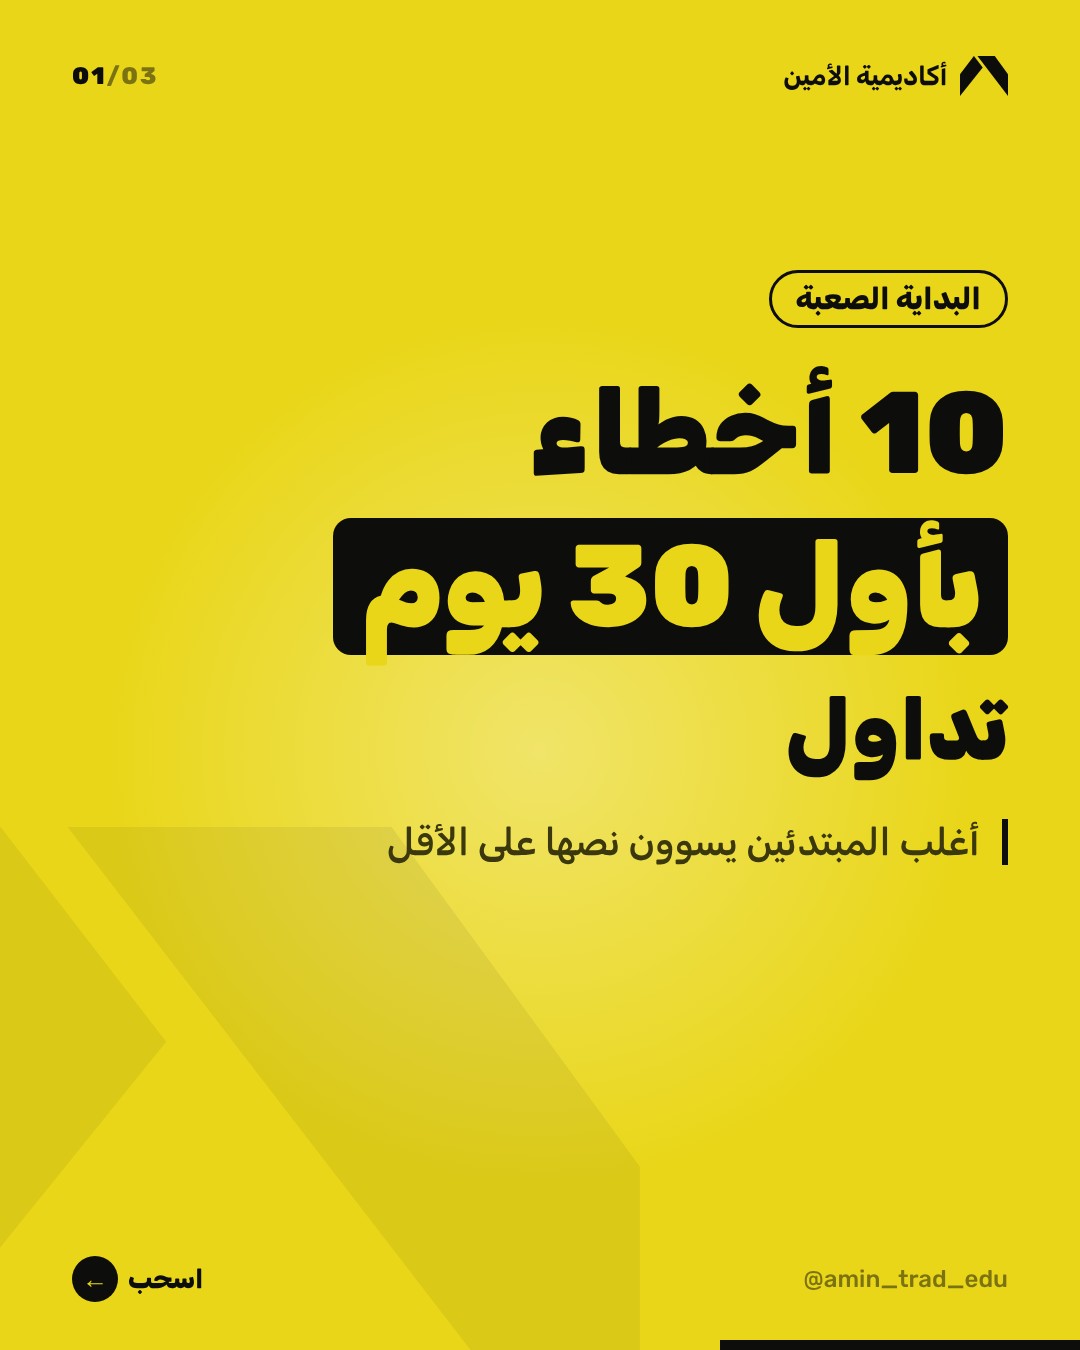 أكاديمية الأمين
01/03
البداية الصعبة
10 أخطاء
بأول 30 يوم
تداول
أغلب المبتدئين يسوون نصها على الأقل
@amin_trad_edu
اسحب ←